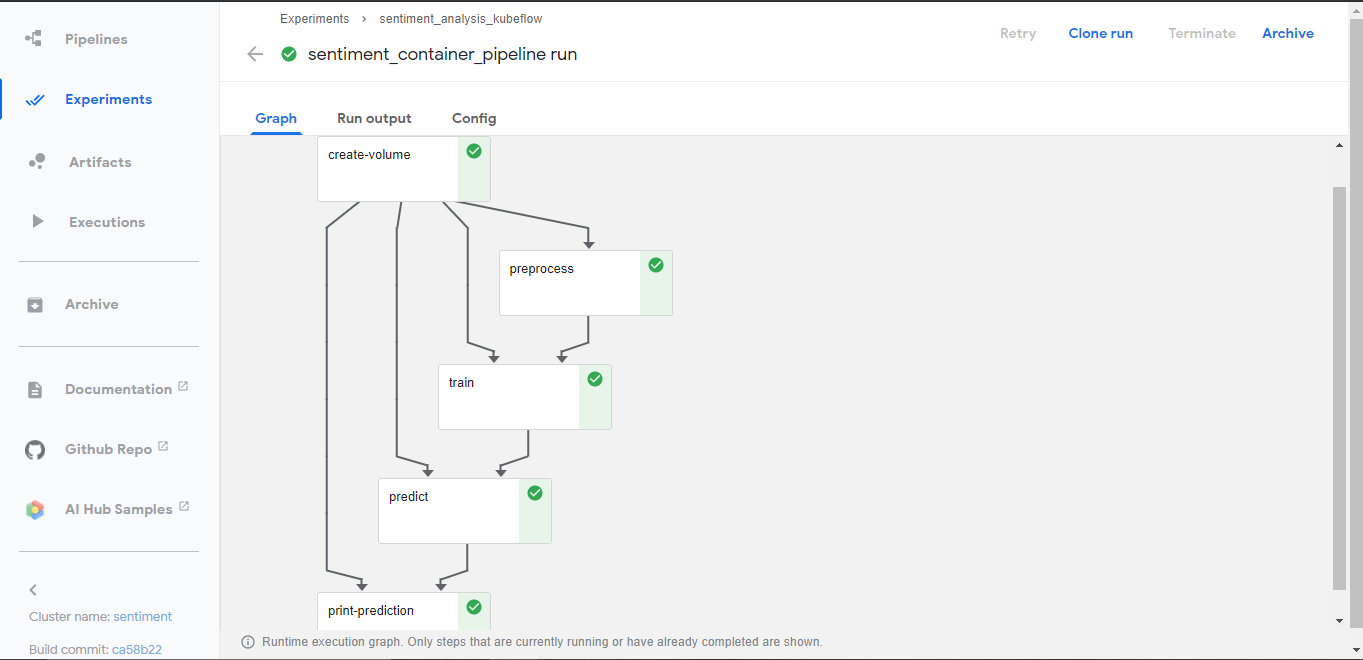 Pipelines
Experiments
Artifacts
Executions
Archive
Documentation
Github Repo
AI Hub Samples
Cluster name: sentiment
Build commit: ca58b22
Experiments > sentiment_analysis_kubeflow
sentiment_container_pipeline run
Retry Clone run Terminate Archive
Graph Run output Config
create-volume
preprocess
train
predict
print-prediction
Runtime execution graph. Only steps that are currently running or have already completed are shown.